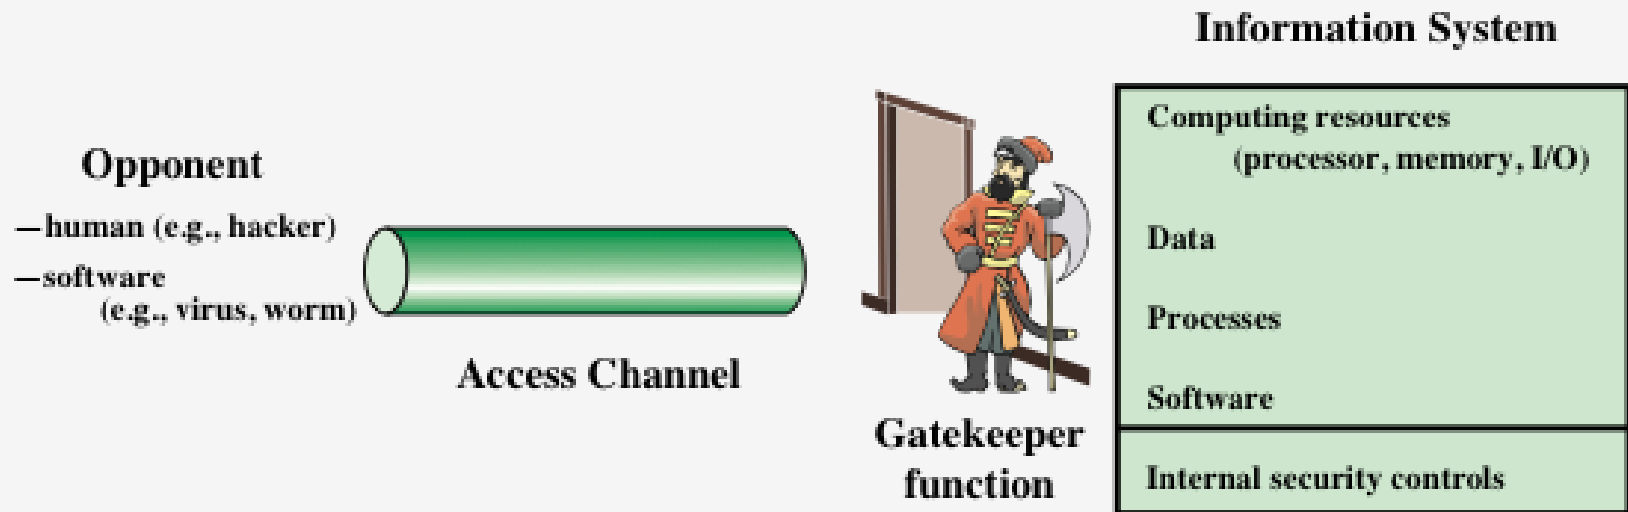 Information System
Opponent
—human (e.g., hacker)
—software
(e.g., virus, worm)
Access Channel
Gatekeeper
function
Computing resources
(processor, memory, I/O)
Data
Processes
Software
Internal security controls